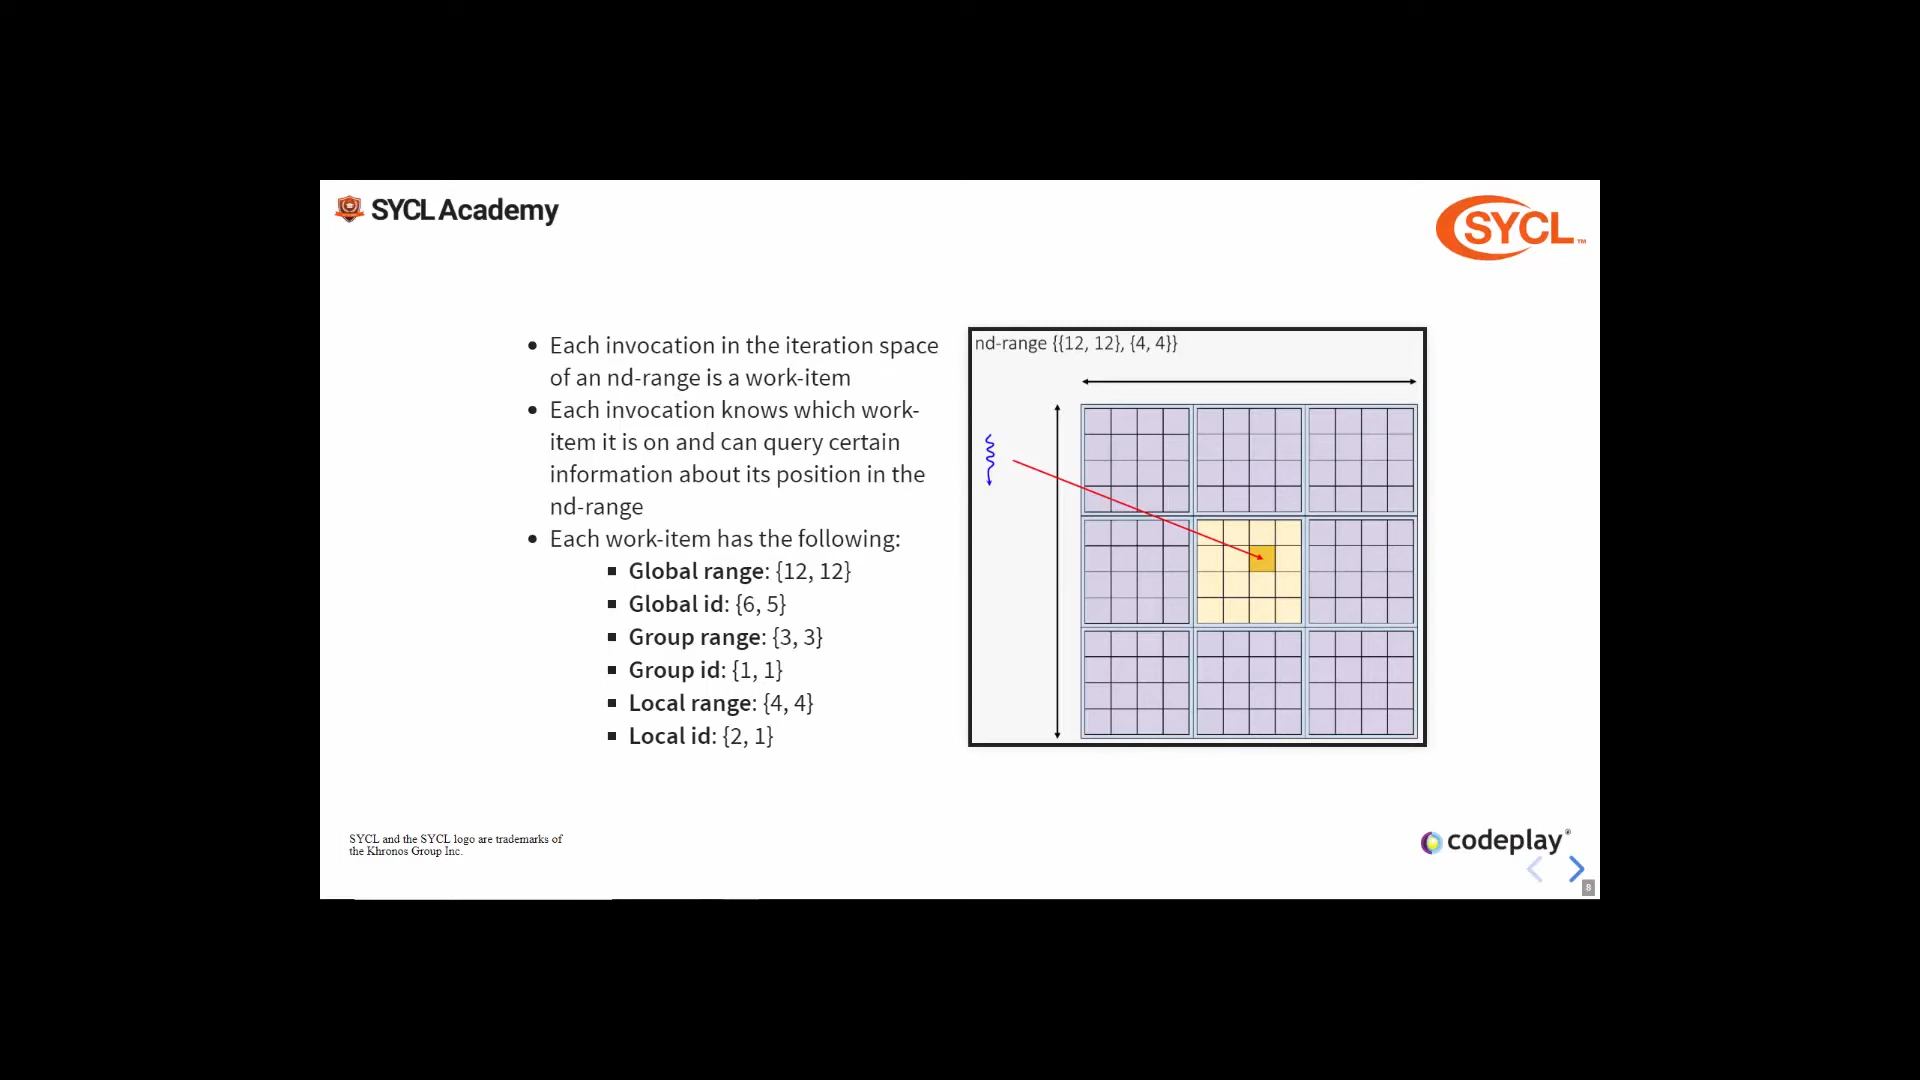 SYCL Academy
SYCL™
• Each invocation in the iteration space
of an nd-range is a work-item
• Each invocation knows which work-
item it is on and can query certain
information about its position in the
nd-range
• Each work-item has the following:
▪ Global range: {12, 12}
▪ Global id: {6, 5}
▪ Group range: {3, 3}
▪ Group id: {1, 1}
▪ Local range: {4, 4}
▪ Local id: {2, 1}
nd-range {{12, 12}, {4, 4}}
SYCL and the SYCL logo are trademarks of
the Khronos Group Inc.
codeplay®
8